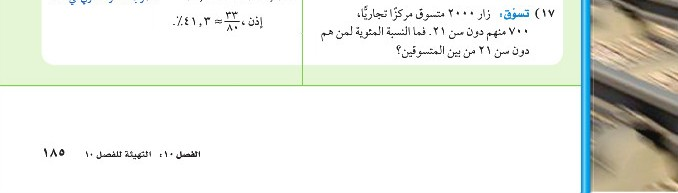 ١٧) تسوّق: زار ٢٠٠٠ متسوق مركزًا تجاريًّا،
٧٠٠ منهم دون سن ٢١. فما النسبة المئوية لمن هم
دون سن ٢١ من بين المتسوقين؟
إذن، ٣٣/٨٠ ≈ ٤١,٣٪.
الفصل ١٠: التهيئة للفصل ١٠ ١٨٥